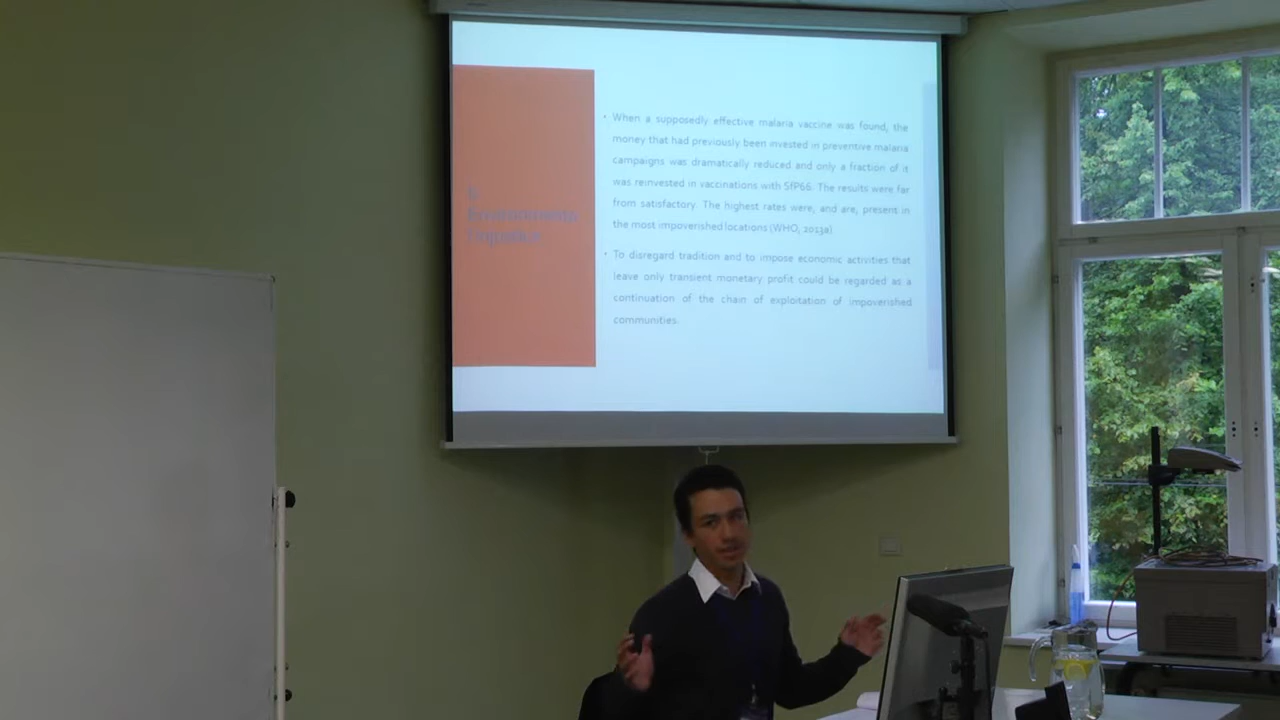 5
Environmental
• When a supposedly effective malaria vaccine was found, the
money that had previously been invested in preventive malaria
campaigns was dramatically reduced and only a fraction of it
was reinvested in vaccinations with SfP66. The results were far
from satisfactory. The highest rates were, and are, present in
the most impoverished locations (WHO, 2013a).
• To disregard tradition and to impose economic activities that
leave only transient monetary profit could be regarded as a
continuation of the chain of exploitation of impoverished
communities.